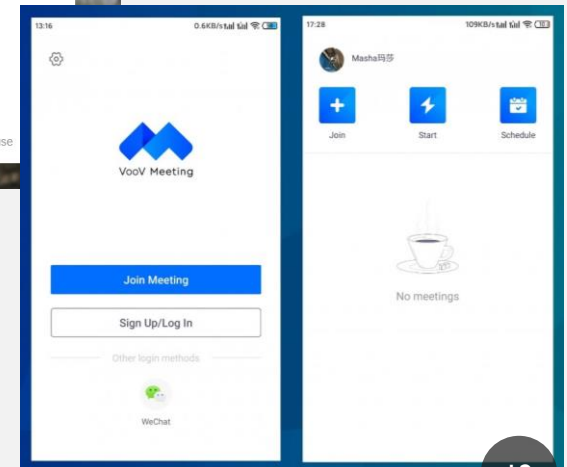 13:16
0.6KB/s
VooV Meeting
Join Meeting
Sign Up/Log In
Other login methods
WeChat
17:28
109KB/s
Masha玛莎
Join
Start
Schedule
No meetings